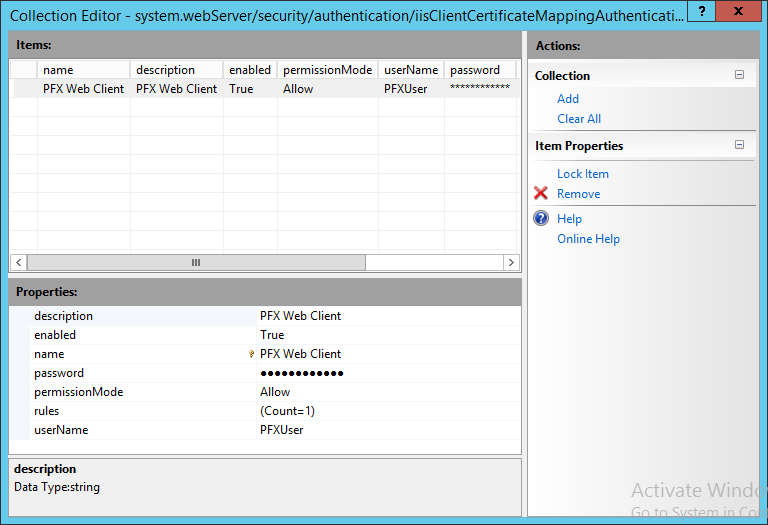 Collection Editor - system.webServer/security/authentication/iisClientCertificateMappingAuthenticati... ? x
Items:
name description enabled permissionMode userName password
PFX Web Client PFX Web Client True Allow PFXUser ************
Properties:
description PFX Web Client
enabled True
name PFX Web Client
password ●●●●●●●●●●●●
permissionMode Allow
rules (Count=1)
userName PFXUser
description
Data Type:string
Actions:
Collection
Add
Clear All
Item Properties
Lock Item
Remove
Help
Online Help
Activate Windo
Go to System in Con